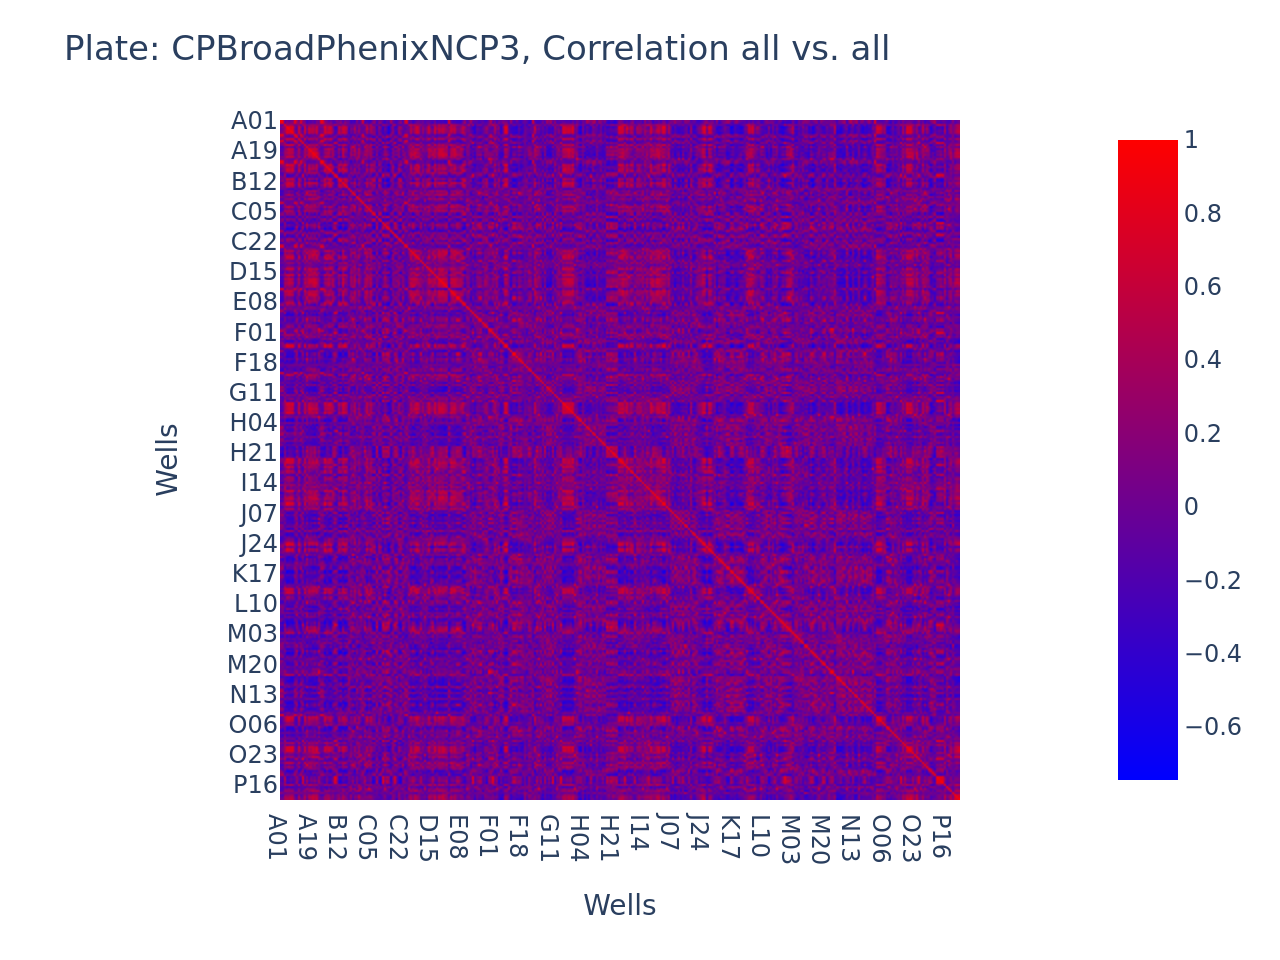 Plate: CPBroadPhenixNCP3, Correlation all vs. all
A01
A19
B12
C05
C22
D15
E08
F01
F18
G11
H04
H21
I14
J07
J24
K17
L10
M03
M20
N13
O06
O23
P16
Wells
A01 A19 B12 C05 C22 D15 E08 F01 F18 G11 H04 H21 I14 J07 J24 K17 L10 M03 M20 N13 O06 O23 P16
Wells
1
0.8
0.6
0.4
0.2
0
−0.2
−0.4
−0.6